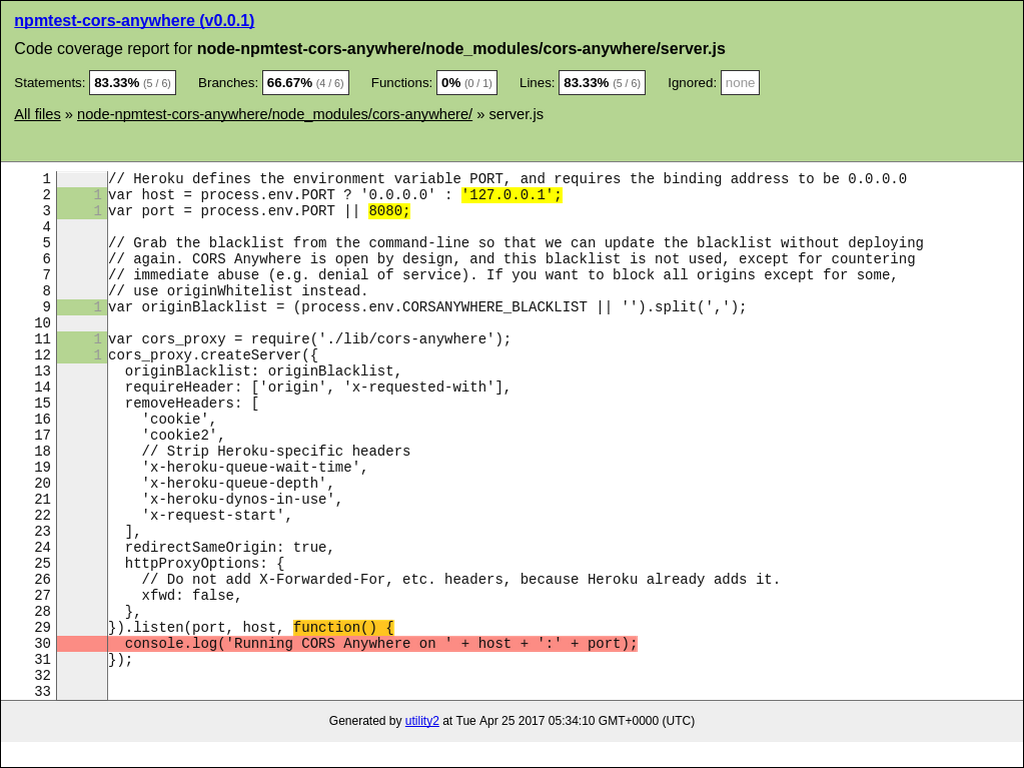 npmtest-cors-anywhere (v0.0.1)
Code coverage report for node-npmtest-cors-anywhere/node_modules/cors-anywhere/server.js
Statements: 83.33% (5 / 6) Branches: 66.67% (4 / 6) Functions: 0% (0 / 1) Lines: 83.33% (5 / 6) Ignored: none
All files » node-npmtest-cors-anywhere/node_modules/cors-anywhere/ » server.js
1 // Heroku defines the environment variable PORT, and requires the binding address to be 0.0.0.0
2 1 var host = process.env.PORT ? '0.0.0.0' : '127.0.0.1';
3 1 var port = process.env.PORT || 8080;
4
5 // Grab the blacklist from the command-line so that we can update the blacklist without deploying
6 // again. CORS Anywhere is open by design, and this blacklist is not used, except for countering
7 // immediate abuse (e.g. denial of service). If you want to block all origins except for some,
8 // use originWhitelist instead.
9 1 var originBlacklist = (process.env.CORSANYWHERE_BLACKLIST || '').split(',');
10
11 1 var cors_proxy = require('./lib/cors-anywhere');
12 1 cors_proxy.createServer({
13 originBlacklist: originBlacklist,
14 requireHeader: ['origin', 'x-requested-with'],
15 removeHeaders: [
16 'cookie',
17 'cookie2',
18 // Strip Heroku-specific headers
19 'x-heroku-queue-wait-time',
20 'x-heroku-queue-depth',
21 'x-heroku-dynos-in-use',
22 'x-request-start',
23 ],
24 redirectSameOrigin: true,
25 httpProxyOptions: {
26 // Do not add X-Forwarded-For, etc. headers, because Heroku already adds it.
27 xfwd: false,
28 },
29 }).listen(port, host, function() {
30 console.log('Running CORS Anywhere on ' + host + ':' + port);
31 });
32
33
Generated by utility2 at Tue Apr 25 2017 05:34:10 GMT+0000 (UTC)